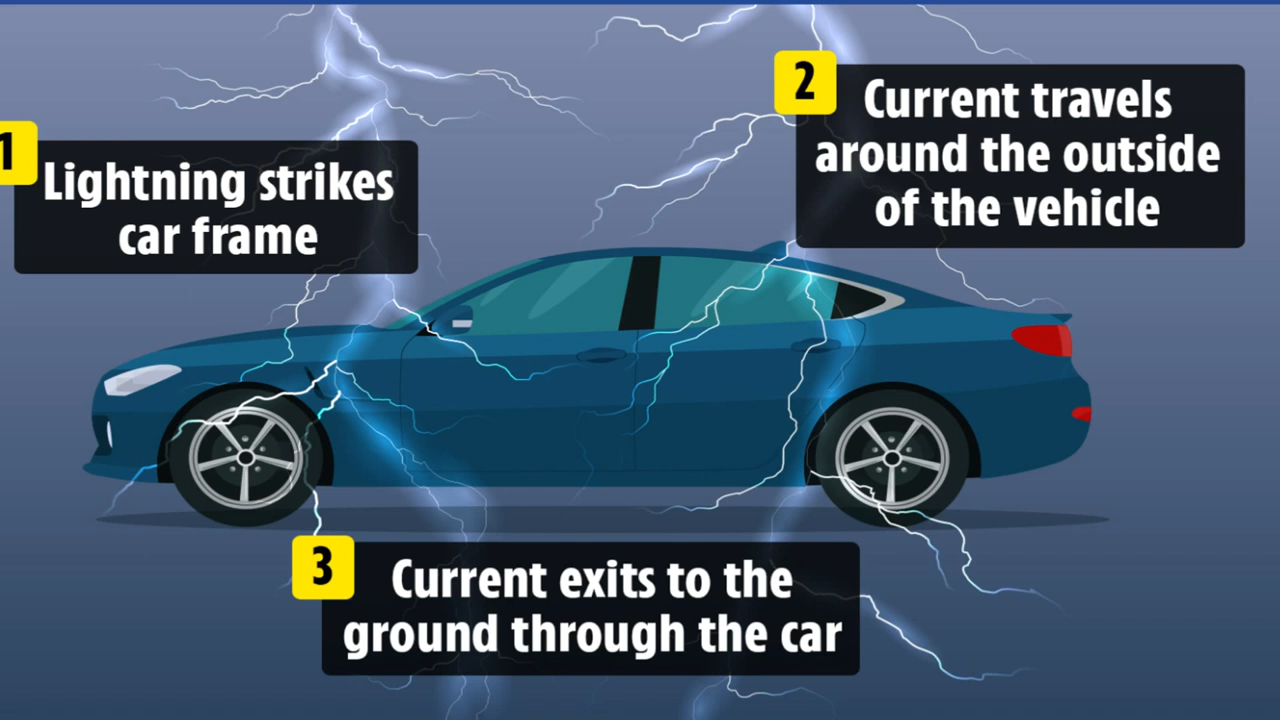 1
Lightning strikes
car frame
2
Current travels
around the outside
of the vehicle
3
Current exits to the
ground through the car